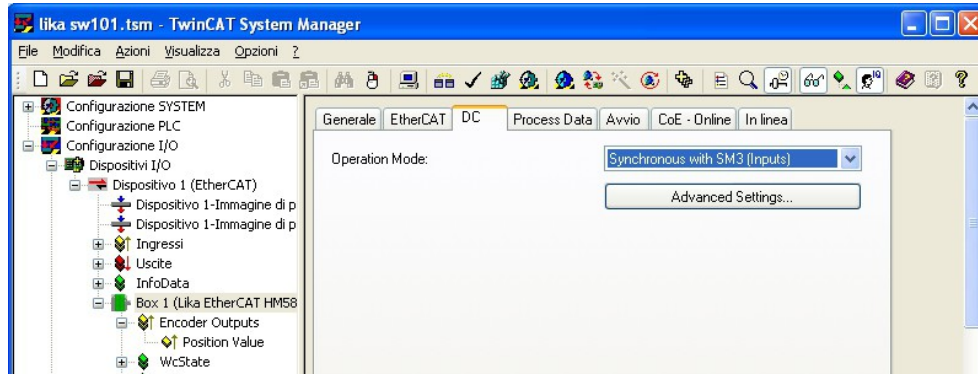 lika sw101.tsm - TwinCAT System Manager
File Modifica Azioni Visualizza Opzioni ?
Configurazione SYSTEM
Configurazione PLC
Configurazione I/O
Dispositivi I/O
Dispositivo 1 (EtherCAT)
Dispositivo 1-Immagine di p
Dispositivo 1-Immagine di p
Ingressi
Uscite
InfoData
Box 1 (Lika EtherCAT HM58
Encoder Outputs
Position Value
WcState
Generale EtherCAT DC Process Data Avvio CoE - Online In linea
Operation Mode: Synchronous with SM3 (Inputs)
Advanced Settings...